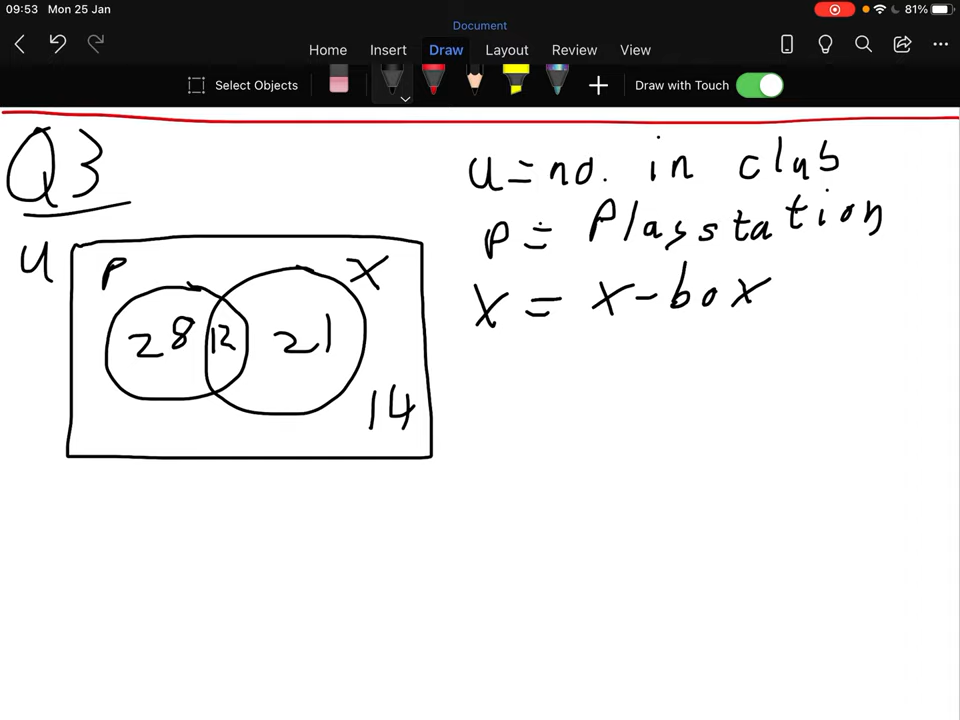 09:53 Mon 25 Jan
81%
Document
Home Insert Draw Layout Review View
Select Objects
Draw with Touch
Q3
U = no. in club
P = Playstation
X = X-box
U
P
X
28 12 21
14